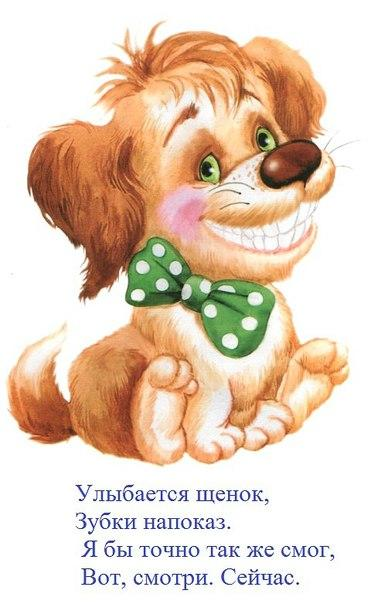 Улыбается щенок,
Зубки напоказ.
Я бы точно так же смог,
Вот, смотри. Сейчас.